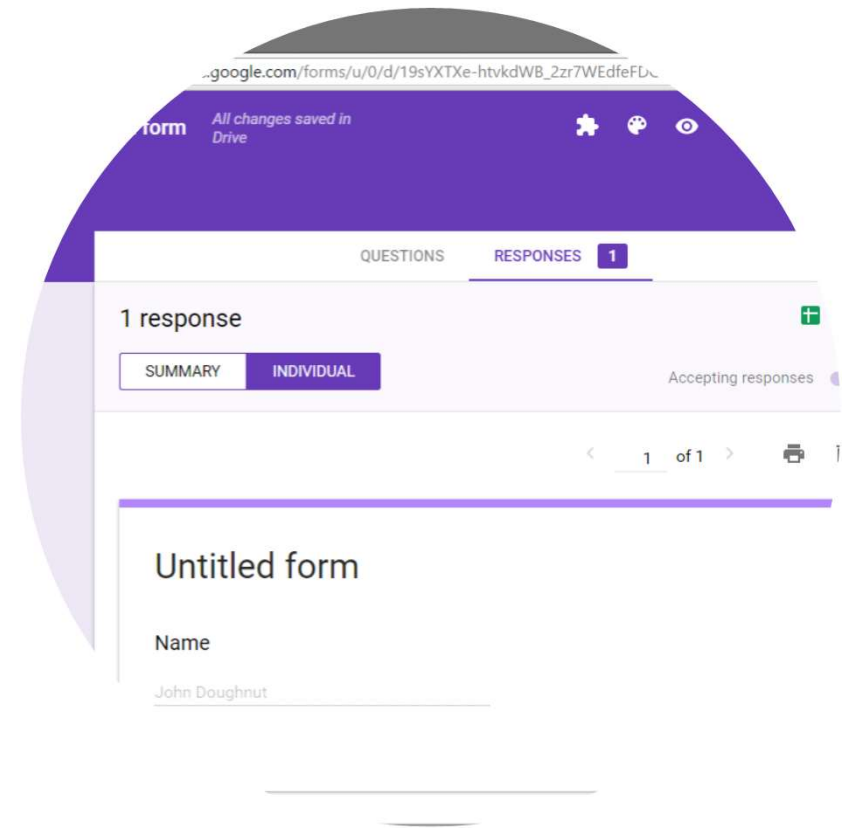 .google.com/forms/u/0/d/19sYXTXe-htvkdWB_2zr7WEdfeFD
form
All changes saved in
Drive
QUESTIONS RESPONSES 1
1 response
SUMMARY INDIVIDUAL
Accepting responses
< 1 of 1 >
Untitled form
Name
John Doughnut